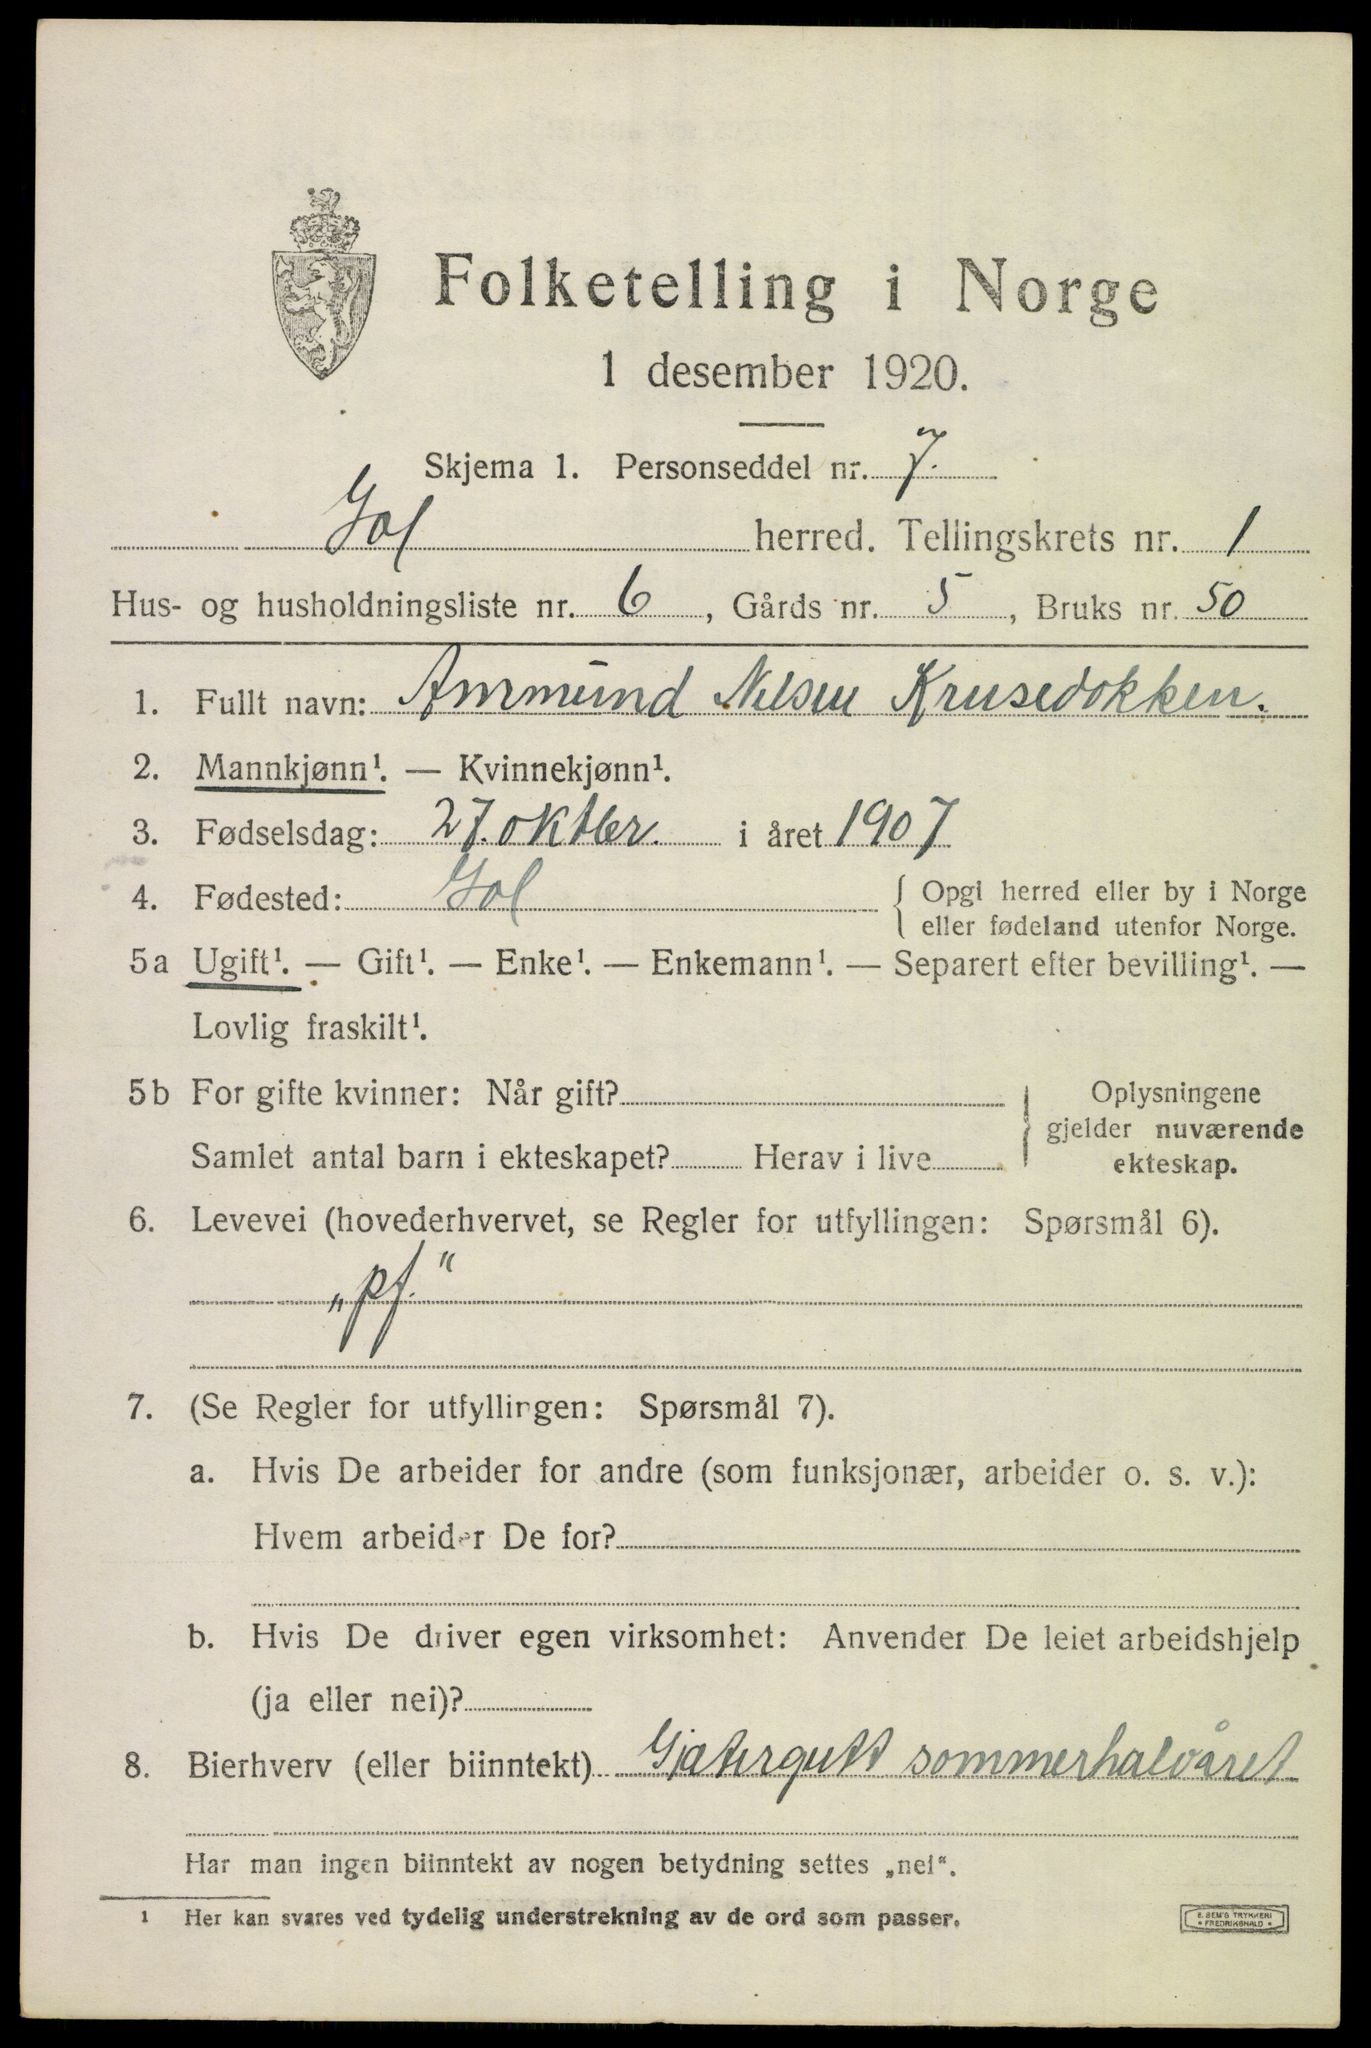 Folketelling i Norge
1 desember 1920.
Skjema 1. Personseddel nr. 7.
Gol herred. Tellingskrets nr. 1
Hus- og husholdningsliste nr. 6, Gårds nr. 5, Bruks nr. 50
1. Fullt navn: Ammund Nilsen Krusedokken.
2. Mannkjønn¹. — Kvinnekjønn¹.
3. Fødselsdag: 27. oktbr. i året 1907
4. Fødested: Gol { Opgi herred eller by i Norge
eller fødeland utenfor Norge.
5a Ugift¹. — Gift¹. — Enke¹. — Enkemann¹. — Separert efter bevilling¹. —
Lovlig fraskilt¹.
5b For gifte kvinner: Når gift? } Oplysningene
gjelder nuværende
Samlet antal barn i ekteskapet? Herav i live
ekteskap.
6. Levevei (hovederhvervet, se Regler for utfyllingen: Spørsmål 6).
„pf."
7. (Se Regler for utfyllingen: Spørsmål 7).
a. Hvis De arbeider for andre (som funksjonær, arbeider o. s. v.):
Hvem arbeider De for?
b. Hvis De driver egen virksomhet: Anvender De leiet arbeidshjelp
(ja eller nei)?
8. Bierhverv (eller biinntekt) Gjætergutt sommerhalvåret
Har man ingen biinntekt av nogen betydning settes „nei“.
¹ Her kan svares ved tydelig understrekning av de ord som passer.
E. SEM'S TRYKKERI
FREDRIKSHALD